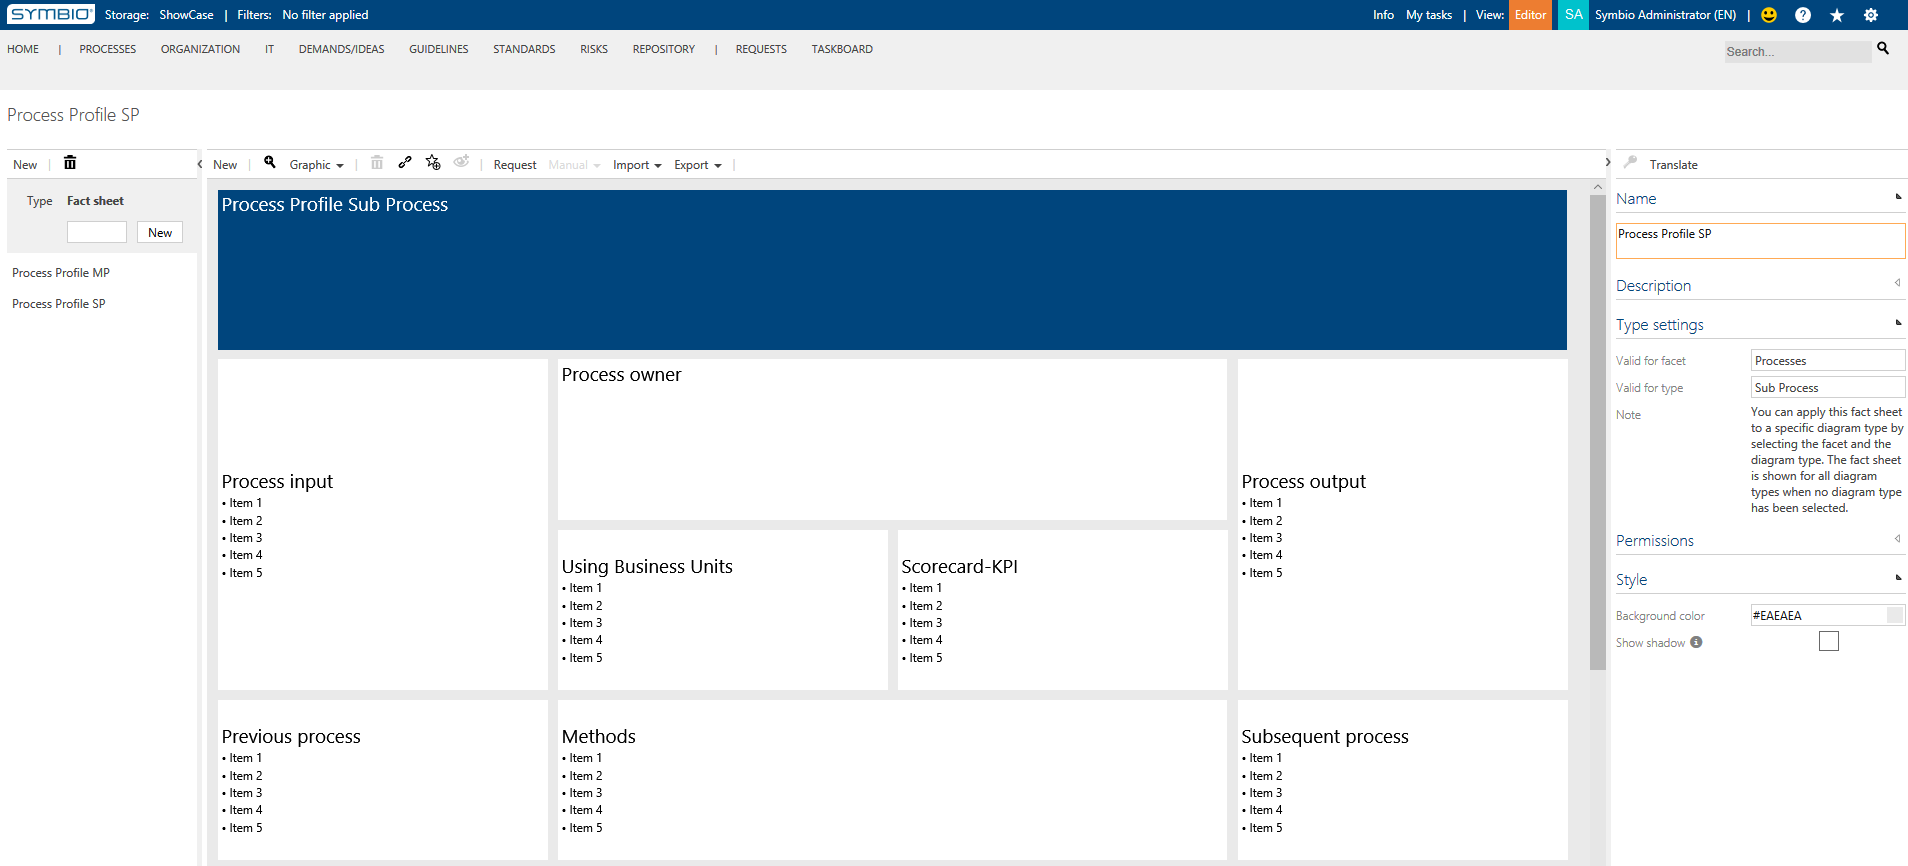 SYMBIO Storage: ShowCase | Filters: No filter applied
Info My tasks | View: Editor SA Symbio Administrator (EN) |
HOME | PROCESSES ORGANIZATION IT DEMANDS/IDEAS GUIDELINES STANDARDS RISKS REPOSITORY | REQUESTS TASKBOARD
Search...
Process Profile SP
New
Type Fact sheet
New
Process Profile MP
Process Profile SP
New Graphic Request Manual Import Export
Process Profile Sub Process
Process input
• Item 1
• Item 2
• Item 3
• Item 4
• Item 5
Process owner
Using Business Units
• Item 1
• Item 2
• Item 3
• Item 4
• Item 5
Scorecard-KPI
• Item 1
• Item 2
• Item 3
• Item 4
• Item 5
Process output
• Item 1
• Item 2
• Item 3
• Item 4
• Item 5
Previous process
• Item 1
• Item 2
• Item 3
• Item 4
• Item 5
Methods
• Item 1
• Item 2
• Item 3
• Item 4
• Item 5
Subsequent process
• Item 1
• Item 2
• Item 3
• Item 4
• Item 5
Translate
Name
Process Profile SP
Description
Type settings
Valid for facet Processes
Valid for type Sub Process
Note You can apply this fact sheet
to a specific diagram type by
selecting the facet and the
diagram type. The fact sheet
is shown for all diagram
types when no diagram type
has been selected.
Permissions
Style
Background color #EAEAEA
Show shadow